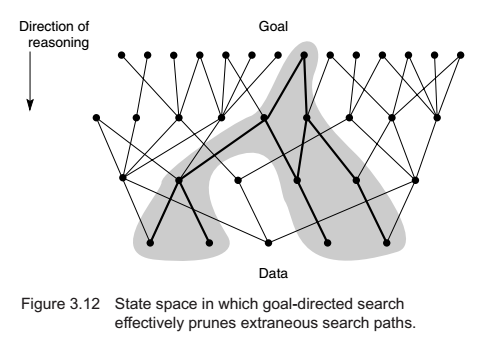 Direction of
reasoning
Goal
Data
Figure 3.12 State space in which goal-directed search
effectively prunes extraneous search paths.